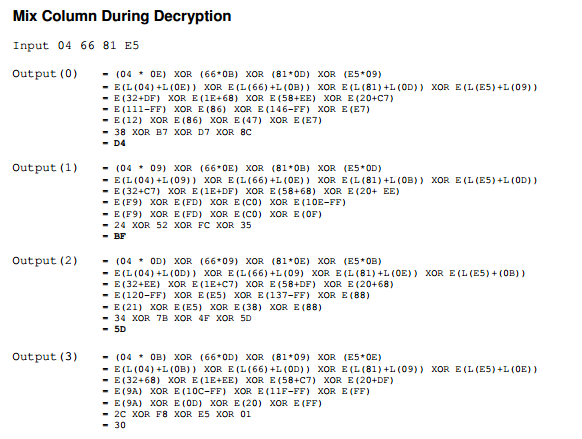 Mix Column During Decryption
Input 04 66 81 E5
Output(0) = (04 * 0E) XOR (66*0B) XOR (81*0D) XOR (E5*09)
= E(L(04)+L(0E)) XOR E(L(66)+L(0B)) XOR E(L(81)+L(0D)) XOR E(L(E5)+L(09))
= E(32+DF) XOR E(1E+68) XOR E(58+EE) XOR E(20+C7)
= E(111-FF) XOR E(86) XOR E(146-FF) XOR E(E7)
= E(12) XOR E(86) XOR E(47) XOR E(E7)
= 38 XOR B7 XOR D7 XOR 8C
= D4
Output(1) = (04 * 09) XOR (66*0E) XOR (81*0B) XOR (E5*0D)
= E(L(04)+L(09)) XOR E(L(66)+L(0E)) XOR E(L(81)+L(0B)) XOR E(L(E5)+L(0D))
= E(32+C7) XOR E(1E+DF) XOR E(58+68) XOR E(20+ EE)
= E(F9) XOR E(FD) XOR E(C0) XOR E(10E-FF)
= E(F9) XOR E(FD) XOR E(C0) XOR E(0F)
= 24 XOR 52 XOR FC XOR 35
= BF
Output(2) = (04 * 0D) XOR (66*09) XOR (81*0E) XOR (E5*0B)
= E(L(04)+L(0D)) XOR E(L(66)+L(09) XOR E(L(81)+L(0E)) XOR E(L(E5)+(0B))
= E(32+EE) XOR E(1E+C7) XOR E(58+DF) XOR E(20+68)
= E(120-FF) XOR E(E5) XOR E(137-FF) XOR E(88)
= E(21) XOR E(E5) XOR E(38) XOR E(88)
= 34 XOR 7B XOR 4F XOR 5D
= 5D
Output(3) = (04 * 0B) XOR (66*0D) XOR (81*09) XOR (E5*0E)
= E(L(04)+L(0B)) XOR E(L(66)+L(0D)) XOR E(L(81)+L(09)) XOR E(L(E5)+L(0E))
= E(32+68) XOR E(1E+EE) XOR E(58+C7) XOR E(20+DF)
= E(9A) XOR E(10C-FF) XOR E(11F-FF) XOR E(FF)
= E(9A) XOR E(0D) XOR E(20) XOR E(FF)
= 2C XOR F8 XOR E5 XOR 01
= 30